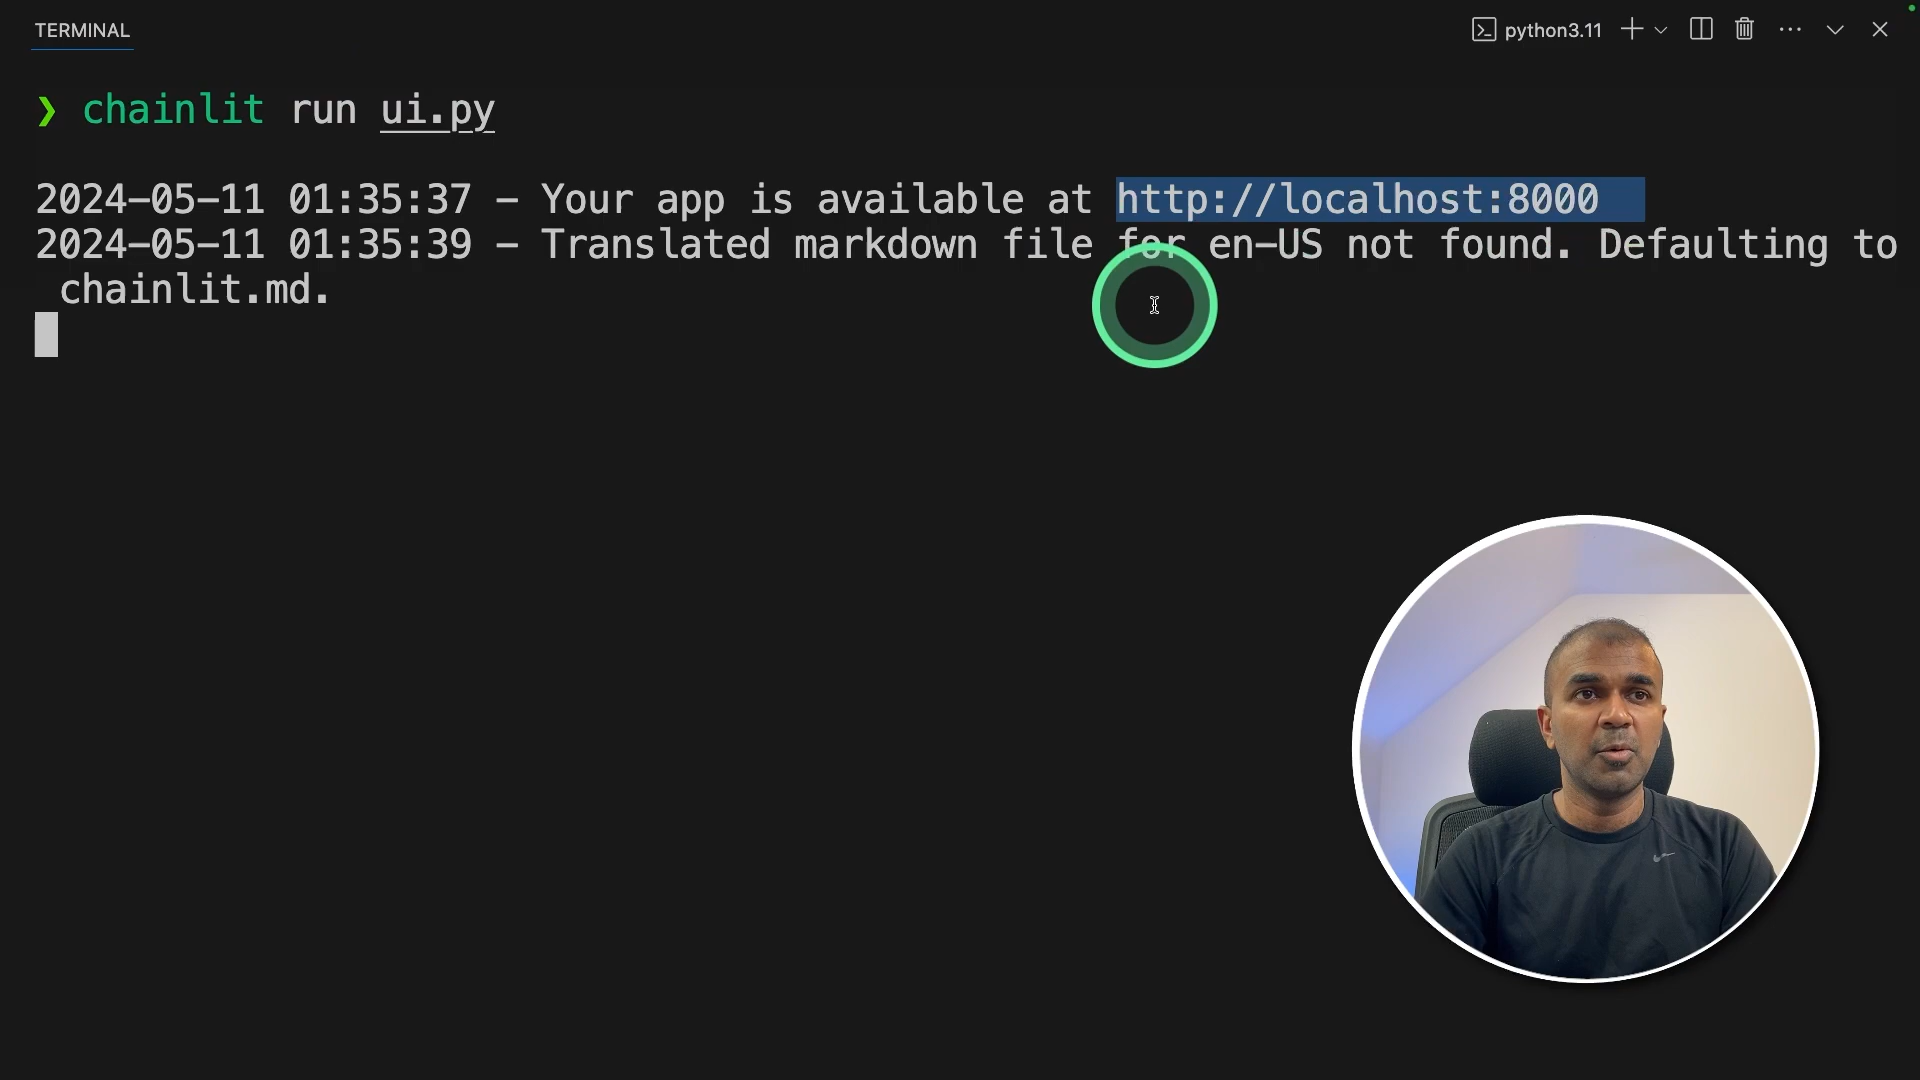 TERMINAL
python3.11
❯ chainlit run ui.py
2024-05-11 01:35:37 - Your app is available at http://localhost:8000
2024-05-11 01:35:39 - Translated markdown file for en-US not found. Defaulting to
chainlit.md.